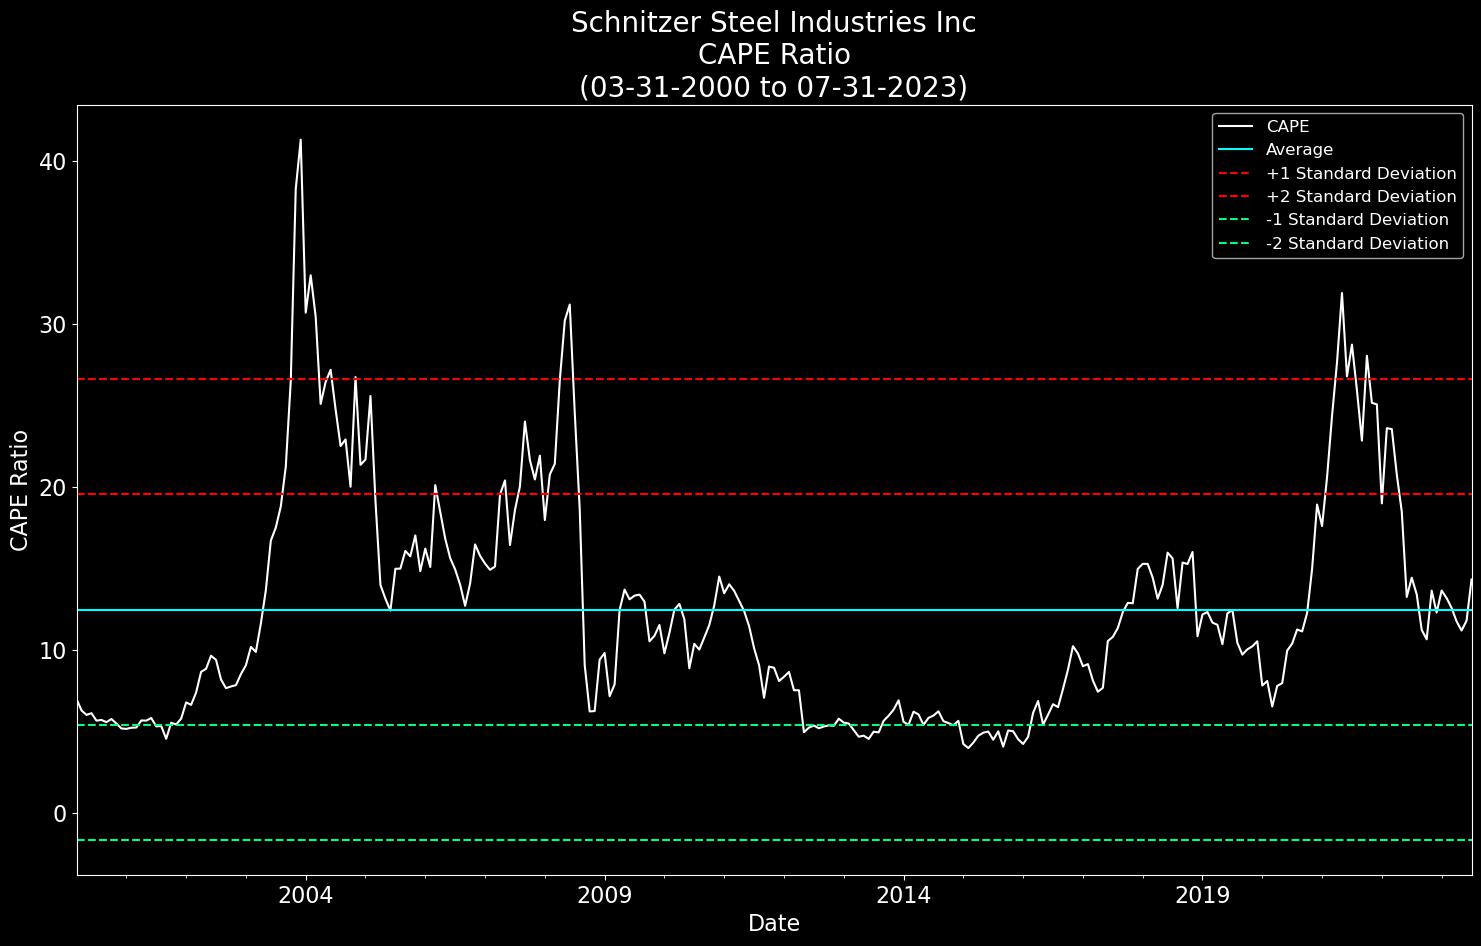 Schnitzer Steel Industries Inc
CAPE Ratio
(03-31-2000 to 07-31-2023)
CAPE
Average
+1 Standard Deviation
+2 Standard Deviation
-1 Standard Deviation
-2 Standard Deviation
CAPE Ratio
40
30
20
10
0
2004 2009 2014 2019
Date